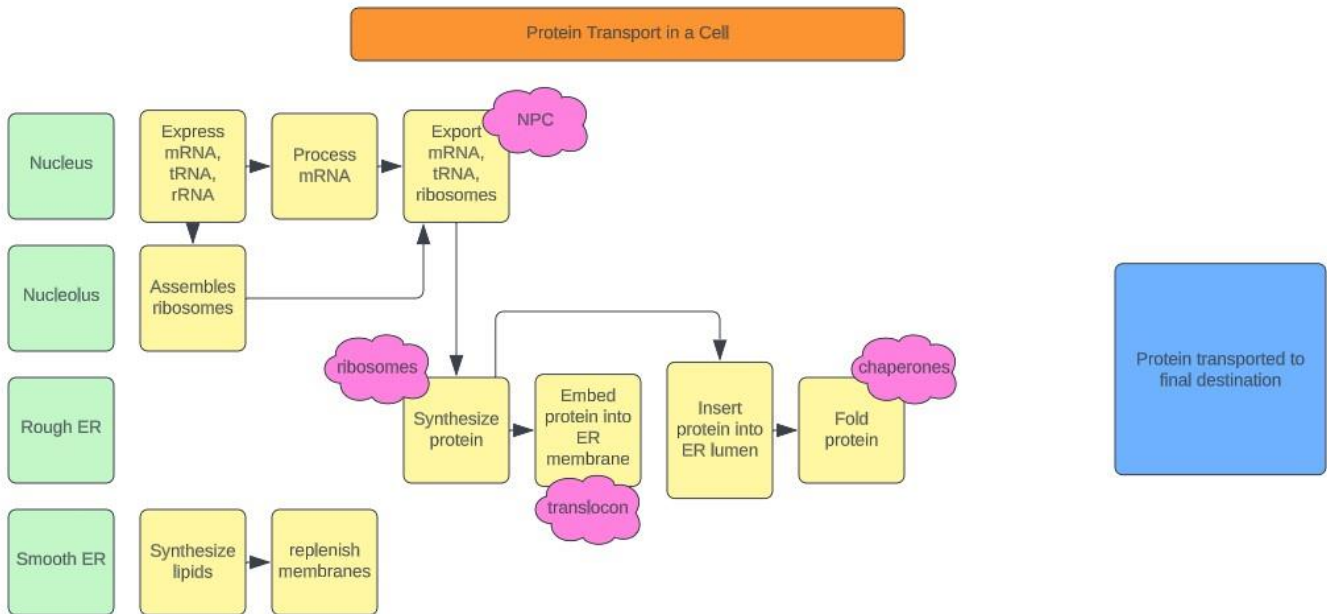 Protein Transport in a Cell
NPC
Nucleus
Express
mRNA,
tRNA,
rRNA
Process
mRNA
Export
mRNA,
tRNA,
ribosomes
Nucleolus
Assembles
ribosomes
Protein transported to
final destination
ribosomes
chaperones
Rough ER
Synthesize
protein
Embed
protein into
ER
membrane
Insert
protein into
ER lumen
Fold
protein
translocon
Smooth ER
Synthesize
lipids
replenish
membranes